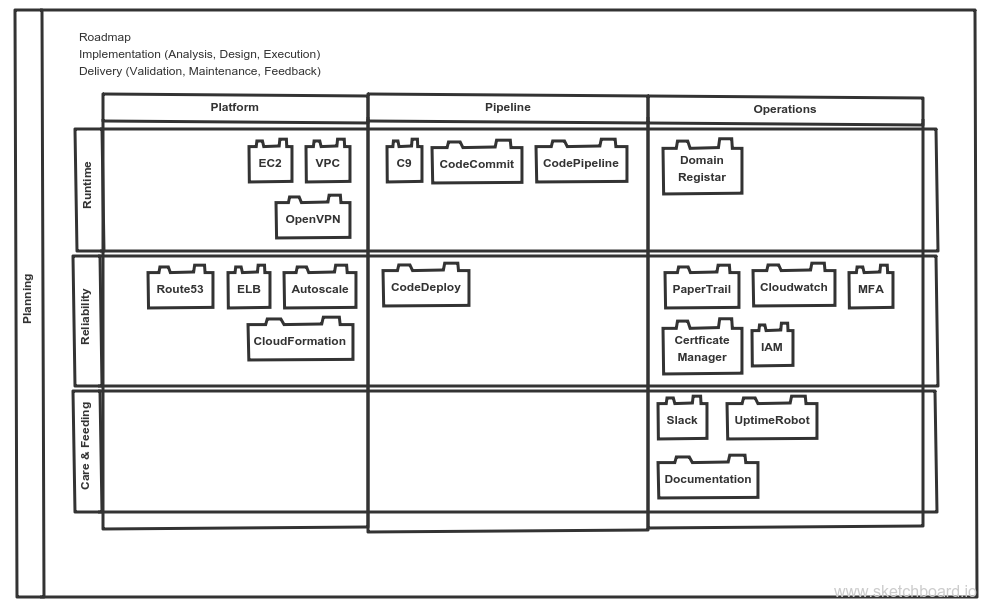 Roadmap
Implementation (Analysis, Design, Execution)
Delivery (Validation, Maintenance, Feedback)
Platform
Pipeline
Operations
Planning
Runtime
EC2
VPC
OpenVPN
C9
CodeCommit
CodePipeline
Domain
Registar
Reliability
Route53
ELB
Autoscale
CloudFormation
CodeDeploy
PaperTrail
Cloudwatch
MFA
Certficate
Manager
IAM
Care & Feeding
Slack
UptimeRobot
Documentation
www.sketchboard.io